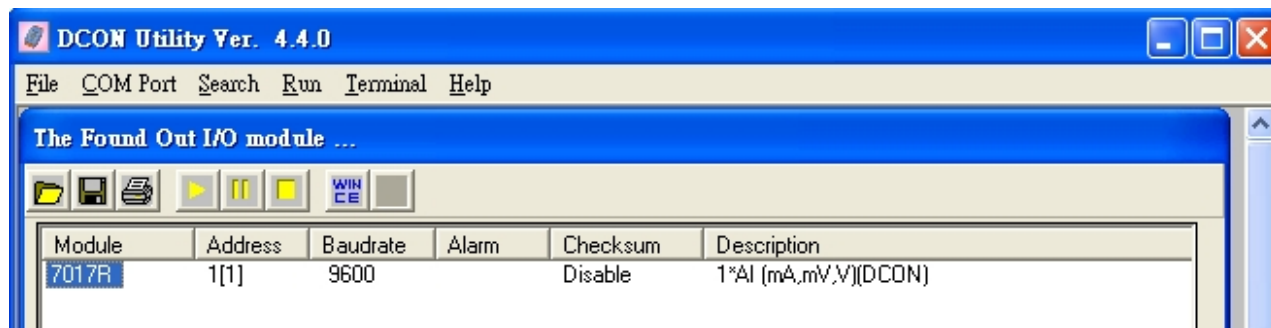 DCON Utility Ver. 4.4.0
File COM Port Search Run Terminal Help
The Found Out I/O module ...
WIN
CE
Module Address Baudrate Alarm Checksum Description
7017R 1[1] 9600 Disable 1*AI (mA,mV,V)(DCON)